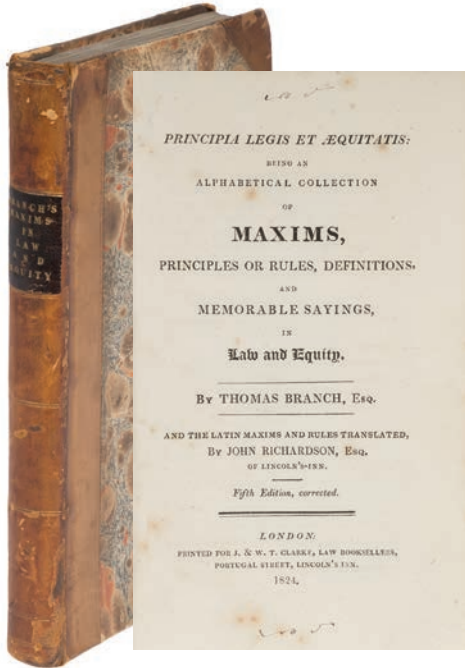 BRANCH'S
MAXIMS
IN
LAW
AND
EQUITY
PRINCIPIA LEGIS ET ÆQUITATIS:
BEING AN
ALPHABETICAL COLLECTION
OF
MAXIMS,
PRINCIPLES OR RULES, DEFINITIONS,
AND
MEMORABLE SAYINGS,
IN
Law and Equity.
BY THOMAS BRANCH, ESQ.
AND THE LATIN MAXIMS AND RULES TRANSLATED,
BY JOHN RICHARDSON, ESQ.
OF LINCOLN'S-INN.
Fifth Edition, corrected.
LONDON:
PRINTED FOR J. & W. T. CLARKE, LAW BOOKSELLERS,
PORTUGAL STREET, LINCOLN'S INN.
1824.